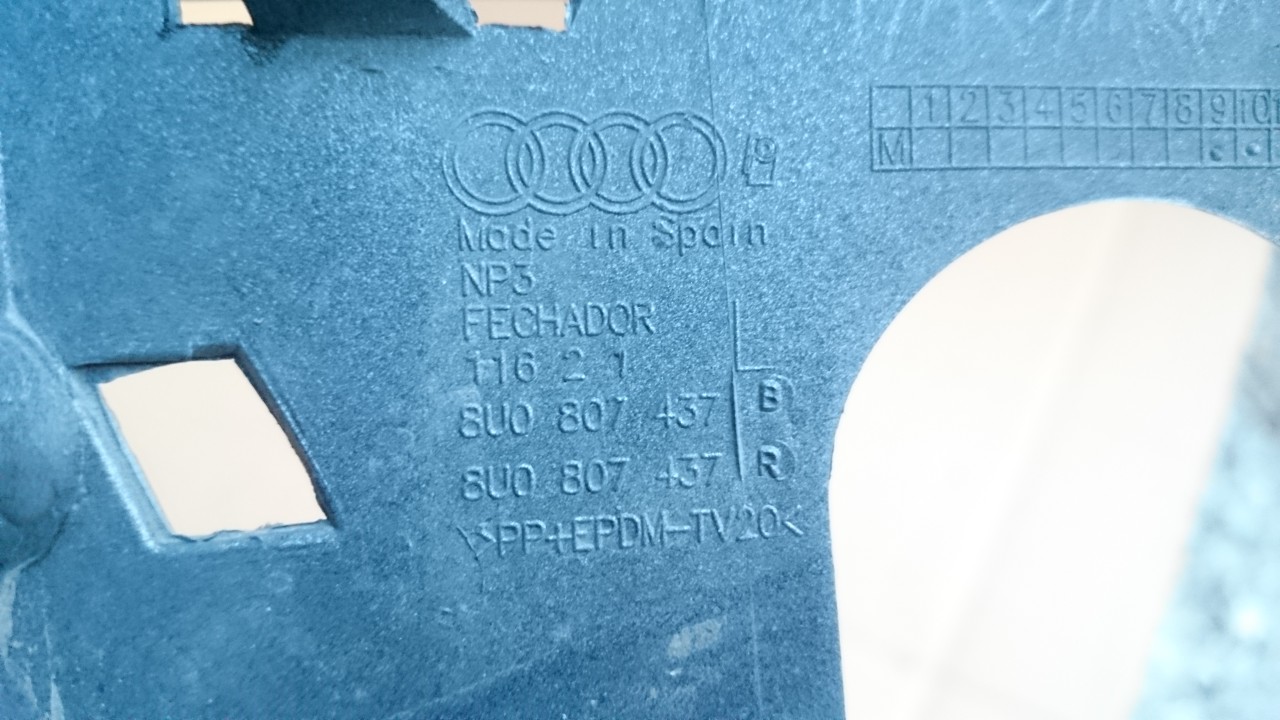 Made in Spain
NP3
FECHADOR
116 2 1
8U0 807 437 B
8U0 807 437 R
>PP+EPDM-TV20<
1 2 3 4 5 6 7 8 9 10
M